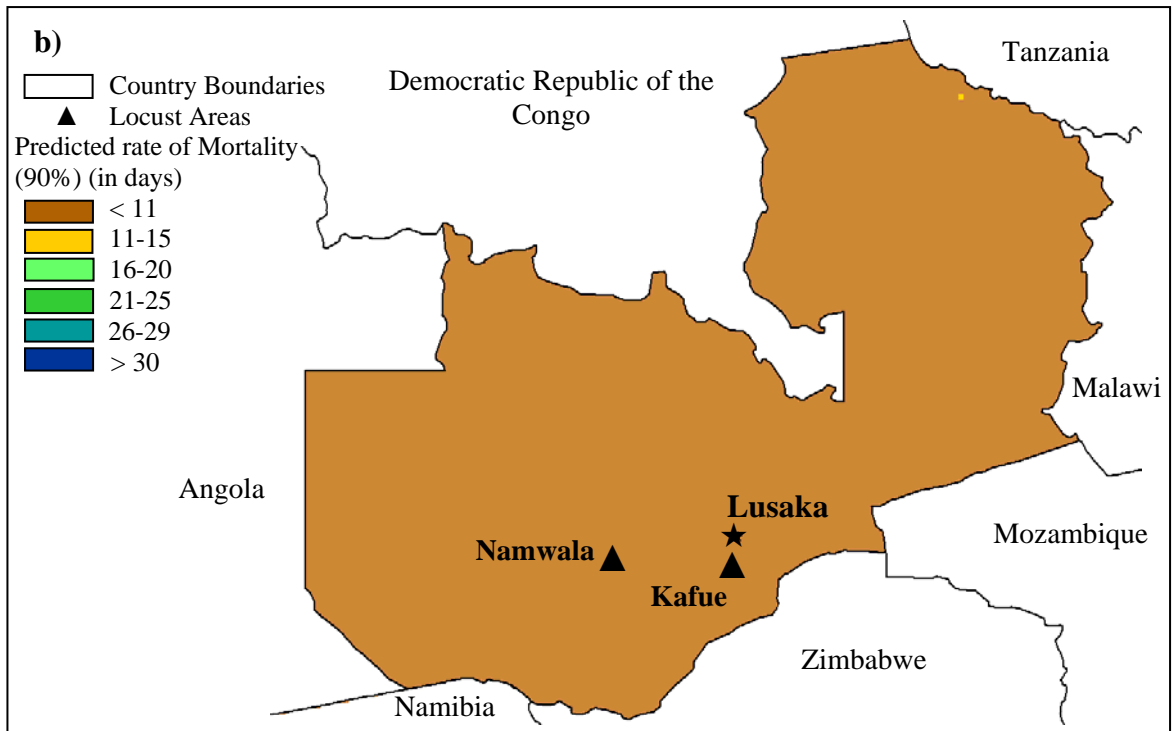 b)
Country Boundaries
Locust Areas
Predicted rate of Mortality
(90%) (in days)
< 11
11-15
16-20
21-25
26-29
> 30
Democratic Republic of the
Congo
Tanzania
Malawi
Angola
Lusaka
Mozambique
Namwala
Kafue
Zimbabwe
Namibia